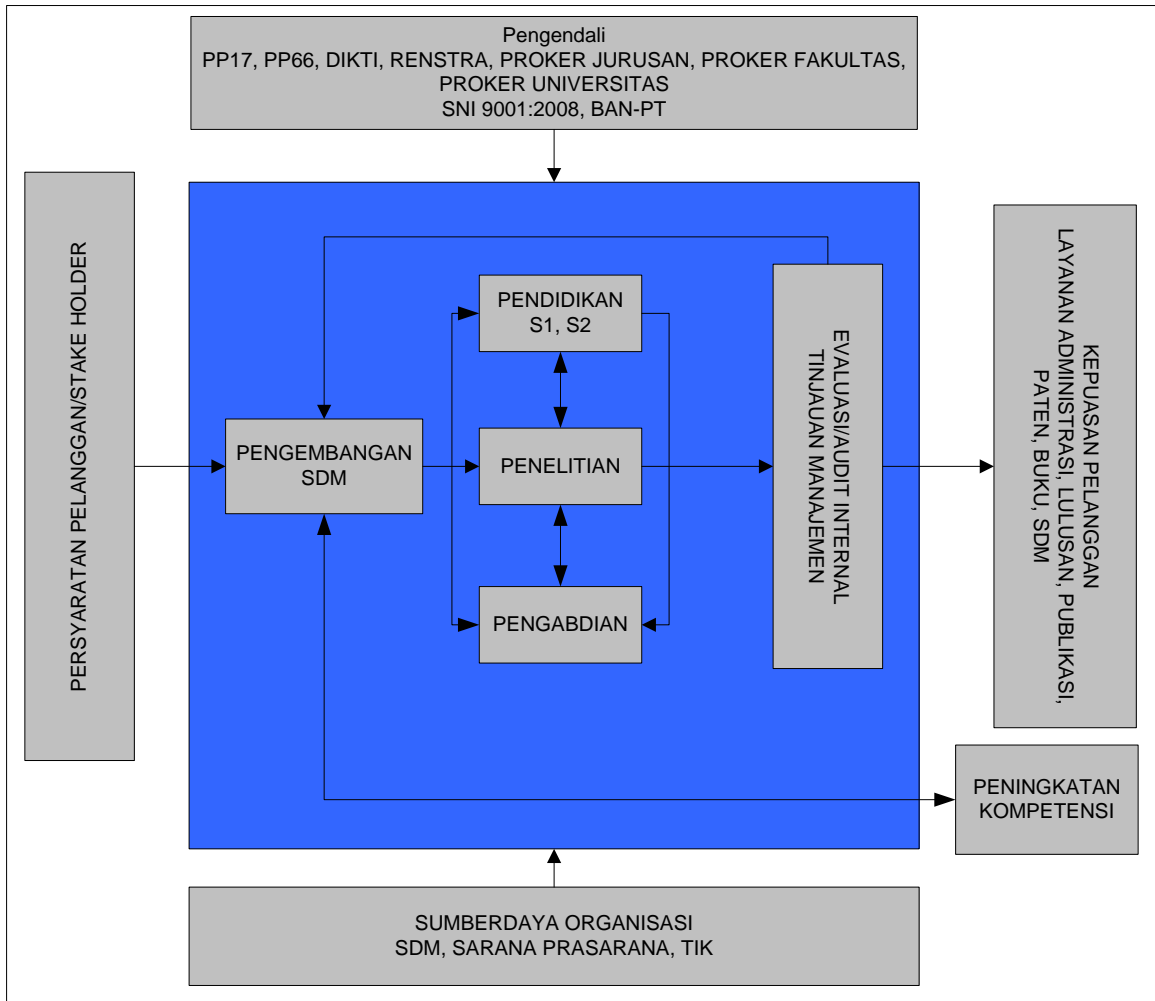 Pengendali
PP17, PP66, DIKTI, RENSTRA, PROKER JURUSAN, PROKER FAKULTAS,
PROKER UNIVERSITAS
SNI 9001:2008, BAN-PT
PERSYARATAN PELANGGAN/STAKE HOLDER
PENGEMBANGAN
SDM
PENDIDIKAN
S1, S2
PENELITIAN
PENGABDIAN
EVALUASI/AUDIT INTERNAL
TINJAUAN MANAJEMEN
KEPUASAN PELANGGAN
LAYANAN ADMINISTRASI, LULUSAN, PUBLIKASI,
PATEN, BUKU, SDM
PENINGKATAN
KOMPETENSI
SUMBERDAYA ORGANISASI
SDM, SARANA PRASARANA, TIK